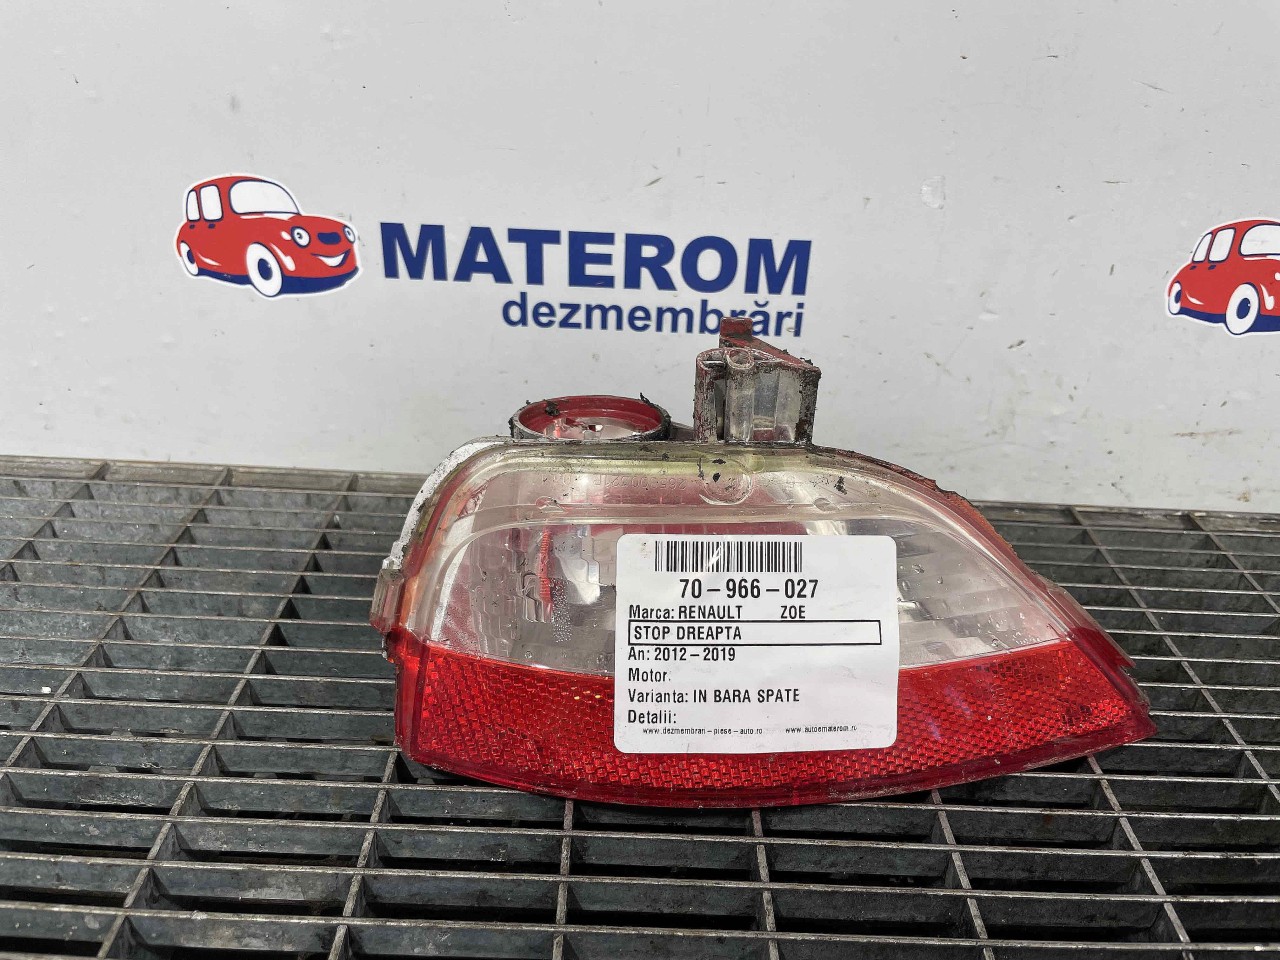 MATEROM
dezmembrări
70-966-027
Marca: RENAULT ZOE
STOP DREAPTA
An: 2012-2019
Motor.
Varianta: IN BARA SPATE
Detalii:
www.dezmembrari-piese-auto.ro www.autoematerom.ro